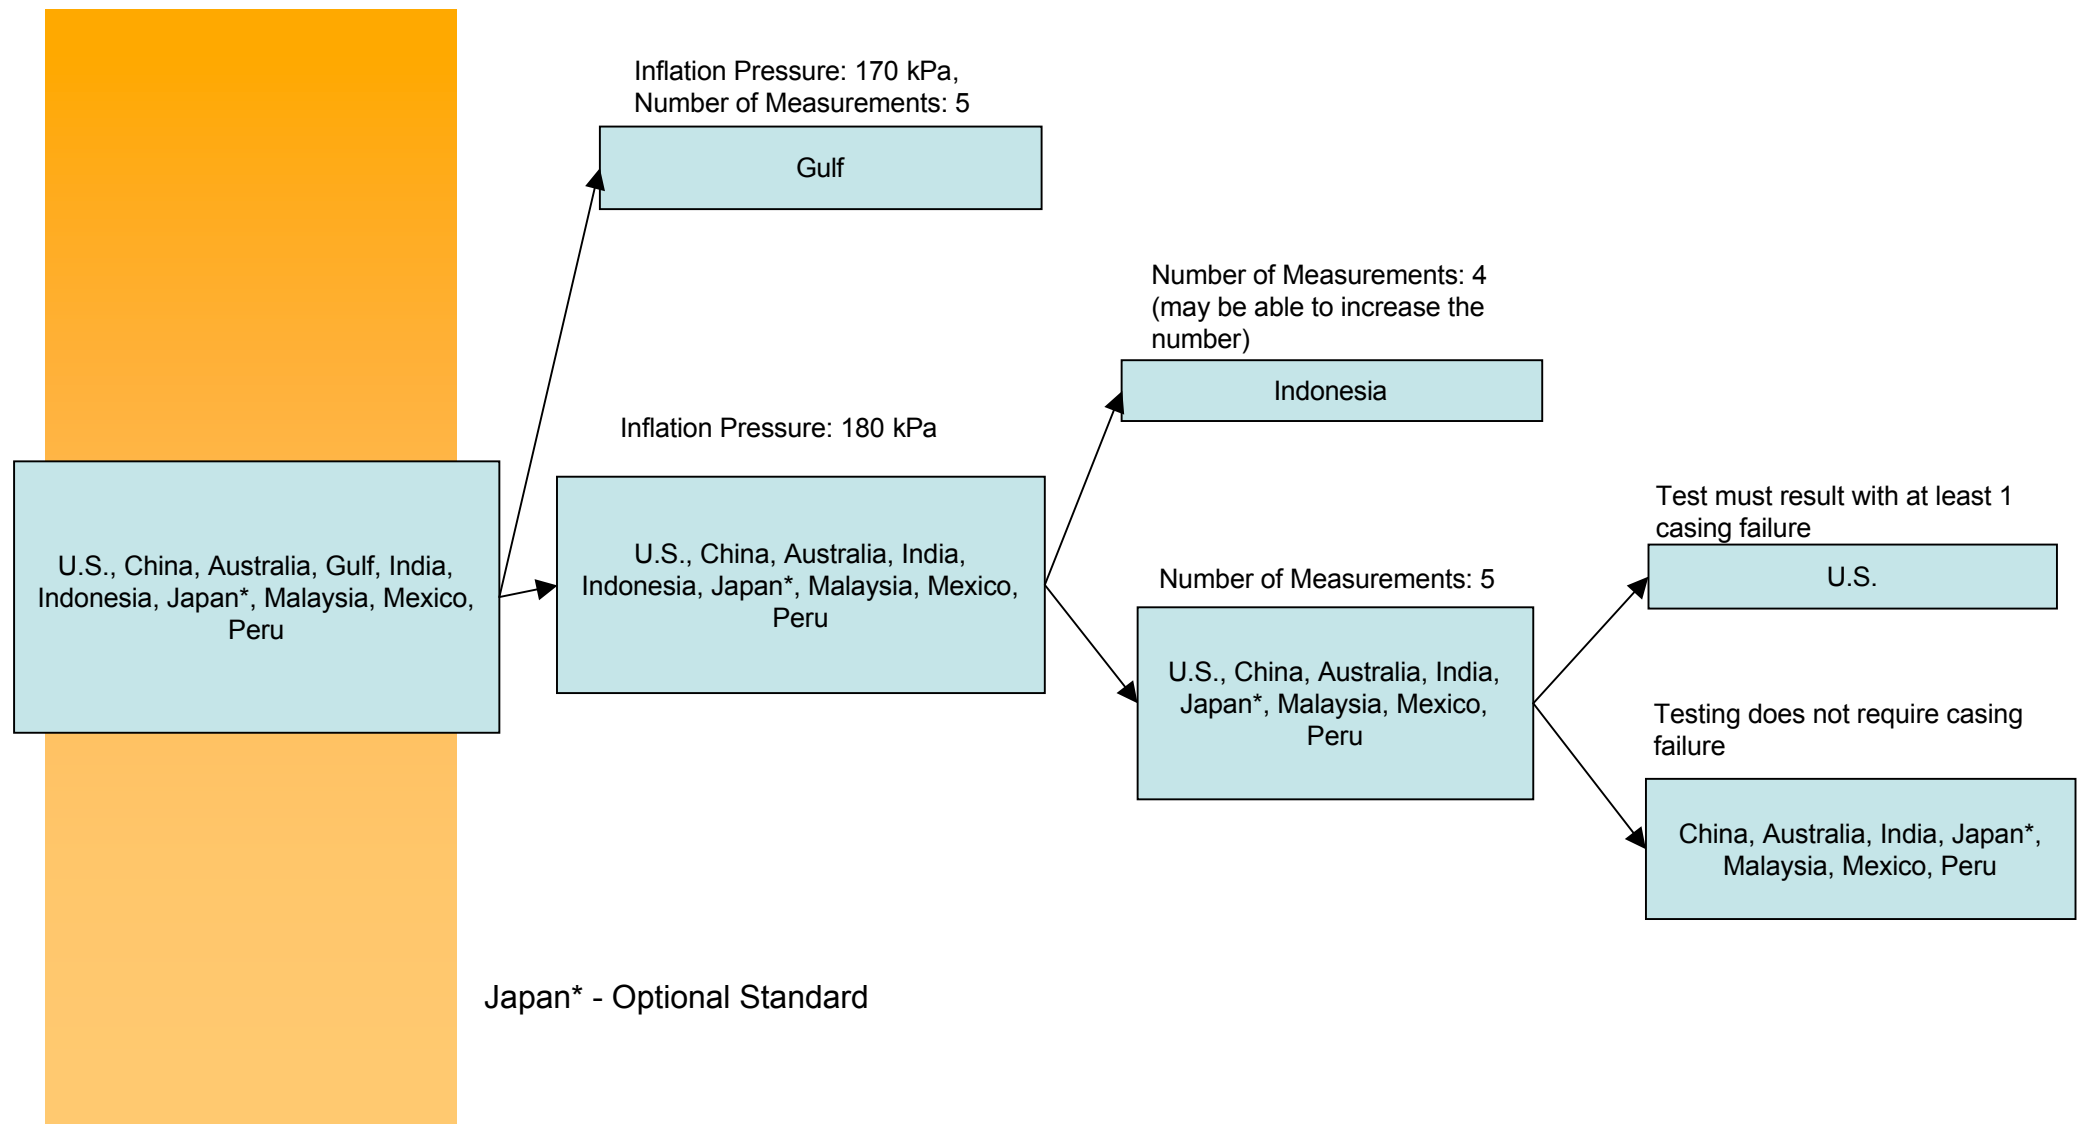 Inflation Pressure: 170 kPa,
Number of Measurements: 5
Gulf
Number of Measurements: 4
(may be able to increase the
number)
Indonesia
Inflation Pressure: 180 kPa
U.S., China, Australia, Gulf, India,
Indonesia, Japan*, Malaysia, Mexico,
Peru
U.S., China, Australia, India,
Indonesia, Japan*, Malaysia, Mexico,
Peru
Number of Measurements: 5
U.S., China, Australia, India,
Japan*, Malaysia, Mexico,
Peru
Test must result with at least 1
casing failure
U.S.
Testing does not require casing
failure
China, Australia, India, Japan*,
Malaysia, Mexico, Peru
Japan* - Optional Standard